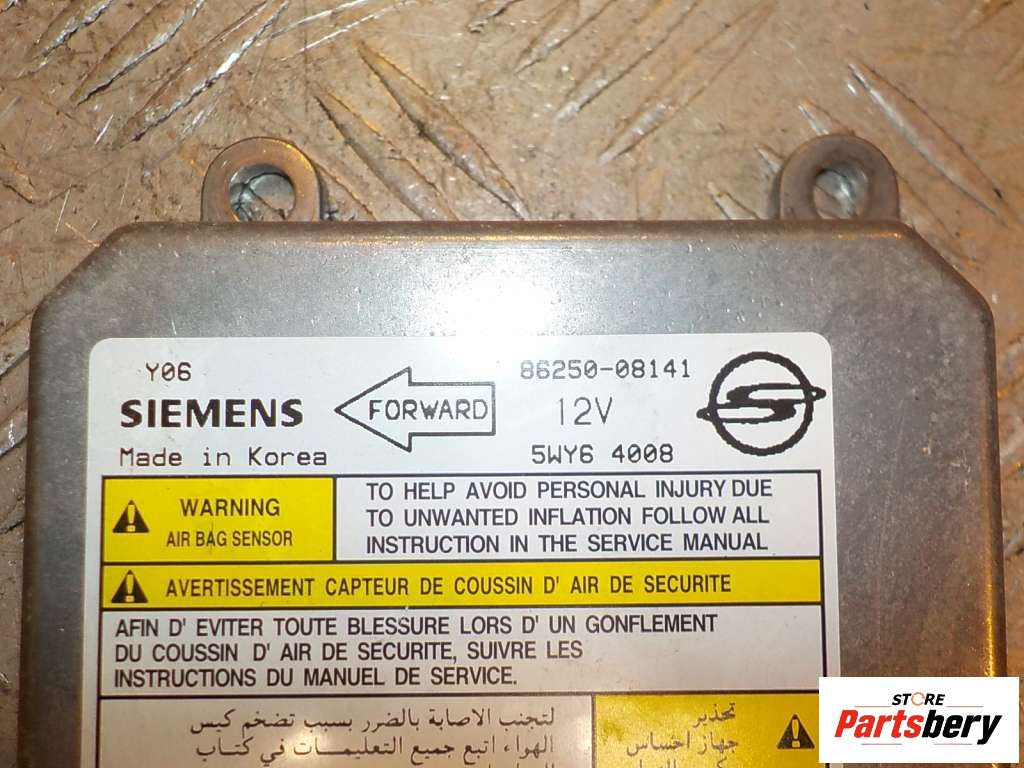 Y06
SIEMENS
Made in Korea
FORWARD
86250-08141
12V
5WY6 4008
WARNING
AIR BAG SENSOR
TO HELP AVOID PERSONAL INJURY DUE
TO UNWANTED INFLATION FOLLOW ALL
INSTRUCTION IN THE SERVICE MANUAL
AVERTISSEMENT CAPTEUR DE COUSSIN D' AIR DE SECURITE
AFIN D' EVITER TOUTE BLESSURE LORS D' UN GONFLEMENT
DU COUSSIN D' AIR DE SÉCURITE, SUIVRE LES
INSTRUCTIONS DU MANUEL DE SERVICE.
تحذير
جهاز احساس
لتجنب الاصابة بالضرر بسبب تضخم كيس
الهواء اتبع جميع التعليمات في كتاب
STORE
Partsbery